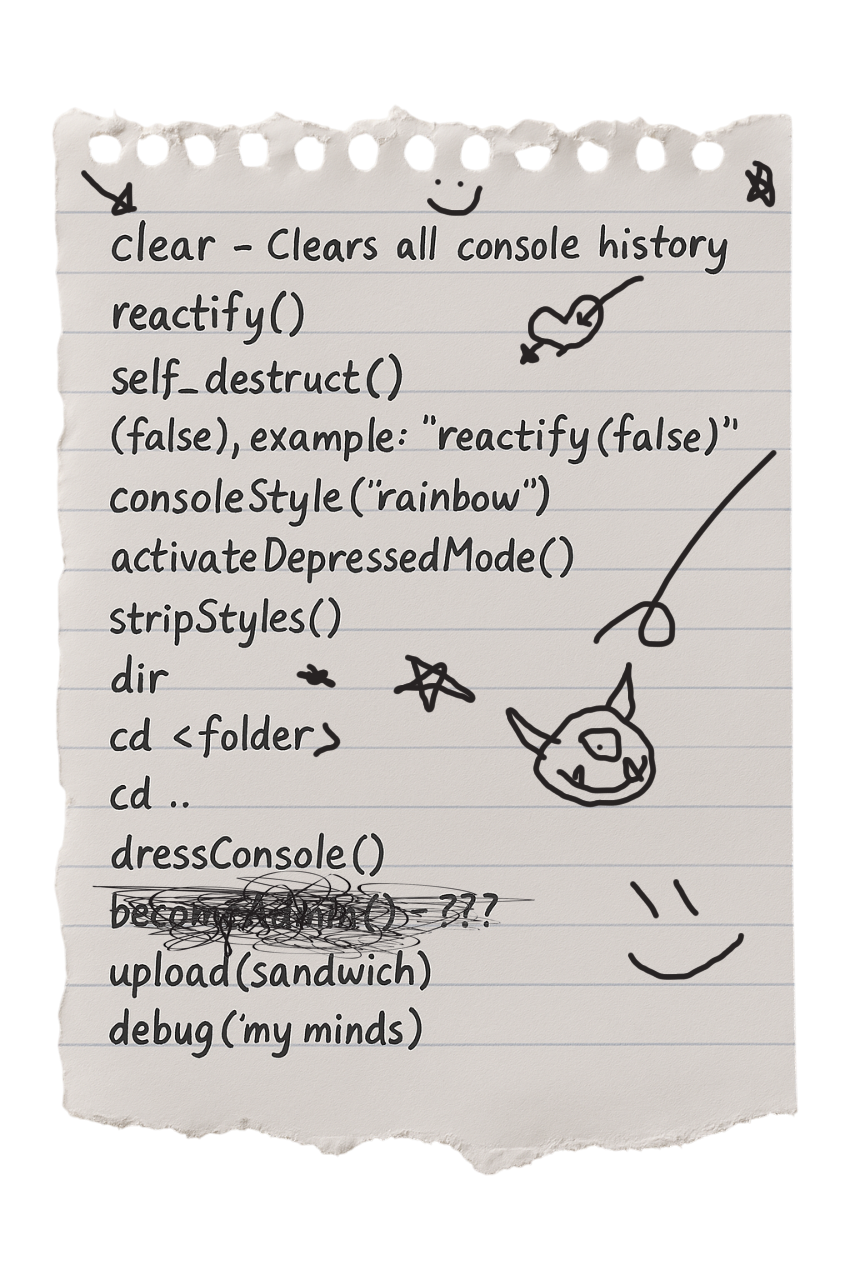 clear - Clears all console history
reactify()
self_destruct()
(false), example: "reactify(false)"
consoleStyle("rainbow")
activateDepressedMode()
stripStyles()
dir
cd <folder>
cd ..
dressConsole()
becomeAdmin() - ???
upload(sandwich)
debug('my minds)